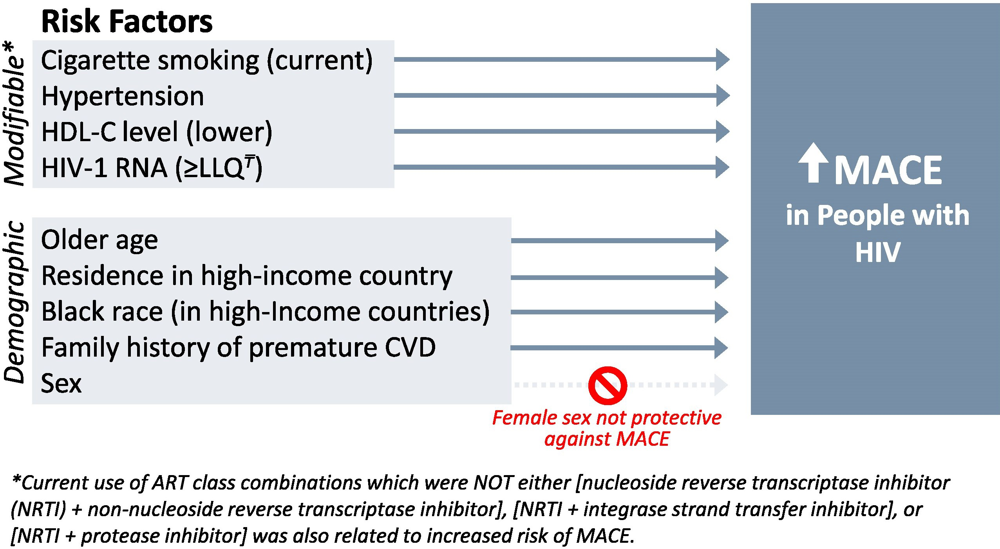 Risk Factors
Modifiable*
Cigarette smoking (current)
Hypertension
HDL-C level (lower)
HIV-1 RNA (≥LLQ₸)
Demographic
Older age
Residence in high-income country
Black race (in high-Income countries)
Family history of premature CVD
Sex
Female sex not protective
against MACE
MACE
in People with
HIV
*Current use of ART class combinations which were NOT either [nucleoside reverse transcriptase inhibitor
(NRTI) + non-nucleoside reverse transcriptase inhibitor], [NRTI + integrase strand transfer inhibitor], or
[NRTI + protease inhibitor] was also related to increased risk of MACE.